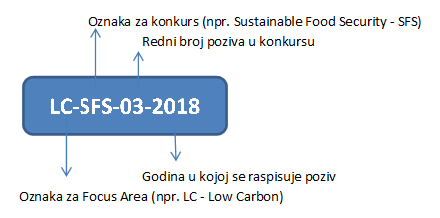 Oznaka za konkurs (npr. Sustainable Food Security - SFS)
Redni broj poziva u konkursu
LC-SFS-03-2018
Godina u kojoj se raspisuje poziv
Oznaka za Focus Area (npr. LC - Low Carbon)